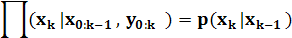 ∏(x_k |x_{0:k−1} , y_{0:k} ) = p(x_k |x_{k−1} )